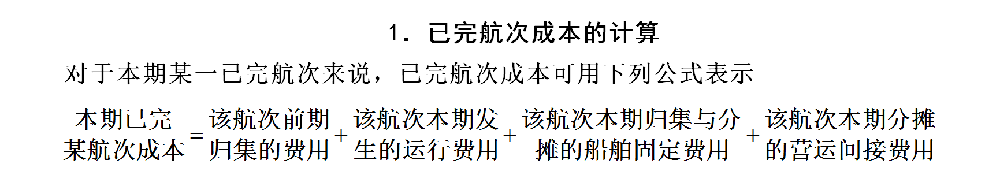 1. 已完航次成本的计算
对于本期某一已完航次来说，已完航次成本可用下列公式表示
本期已完某航次成本=该航次前期归集的费用+该航次本期发生的运行费用+该航次本期归集与分摊的船舶固定费用+该航次本期分摊的营运间接费用